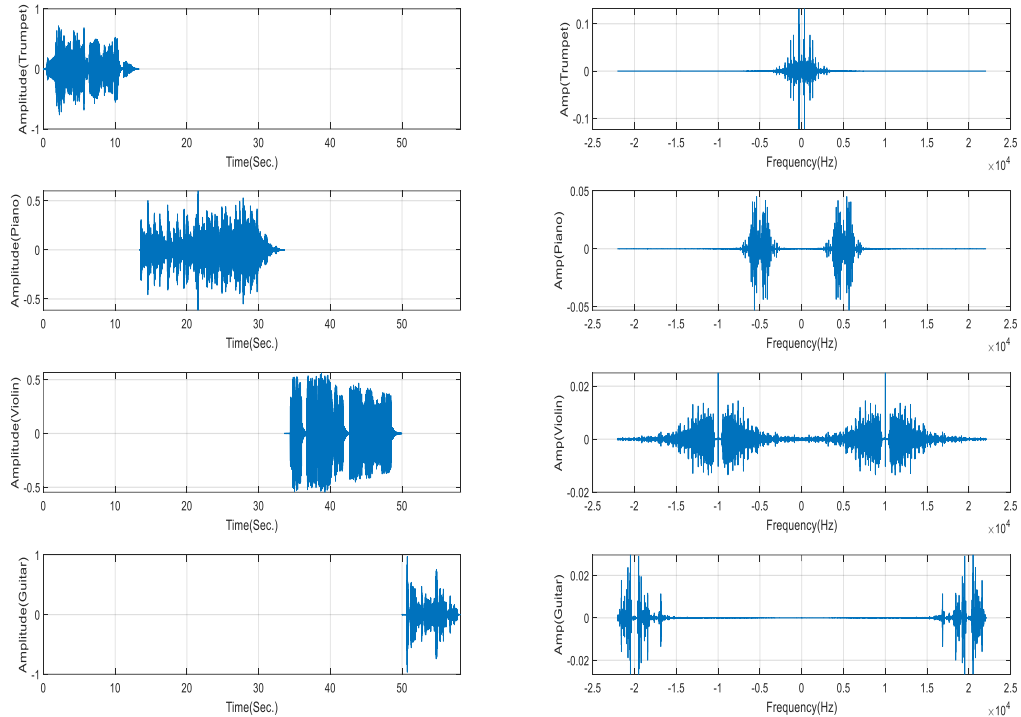 Amplitude(Trumpet)
1
0
-1
0 10 20 30 40 50
Time(Sec.)
Amp(Trumpet)
0.1
0
-0.1
-2.5 -2 -1.5 -1 -0.5 0 0.5 1 1.5 2 2.5
Frequency(Hz)
×10⁴
Amplitude(Piano)
0.5
0
-0.5
0 10 20 30 40 50
Time(Sec.)
Amp(Piano)
0.05
0
-0.05
-2.5 -2 -1.5 -1 -0.5 0 0.5 1 1.5 2 2.5
Frequency(Hz)
×10⁴
Amplitude(Violin)
0.5
0
-0.5
0 10 20 30 40 50
Time(Sec.)
Amp(Violin)
0.02
0
-0.02
-2.5 -2 -1.5 -1 -0.5 0 0.5 1 1.5 2 2.5
Frequency(Hz)
×10⁴
Amplitude(Guitar)
1
0
-1
0 10 20 30 40 50
Time(Sec.)
Amp(Guitar)
0.02
0
-0.02
-2.5 -2 -1.5 -1 -0.5 0 0.5 1 1.5 2 2.5
Frequency(Hz)
×10⁴